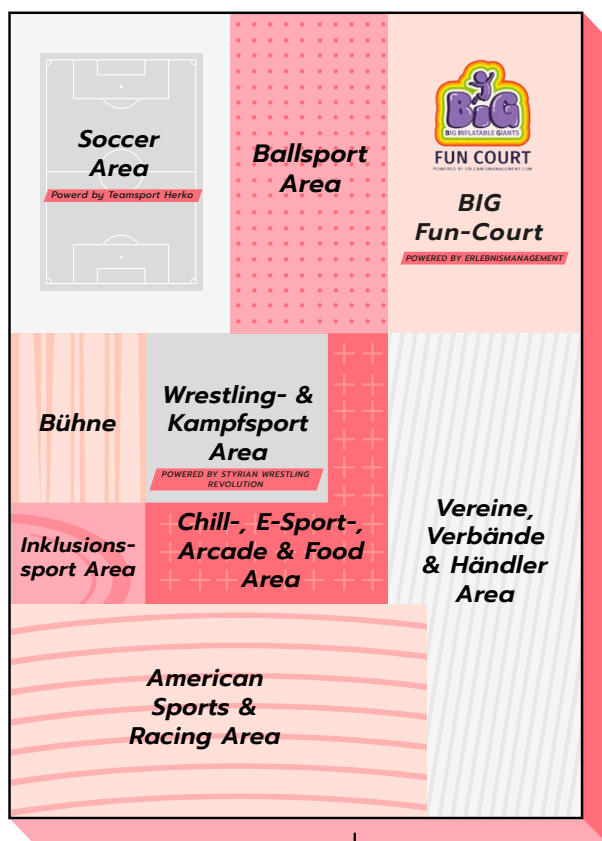 Soccer
Area
Powerd by Teamsport Herko
Ballsport
Area
BiG
BIG INFLATABLE GIANTS
FUN COURT
POWERED BY ERLEBNISMANAGEMENT.COM
BIG
Fun-Court
POWERED BY ERLEBNISMANAGEMENT
Bühne
Wrestling- &
Kampfsport
Area
POWERED BY STYRIAN WRESTLING
REVOLUTION
Inklusions-
sport Area
Chill-, E-Sport-,
Arcade & Food
Area
Vereine,
Verbände
& Händler
Area
American
Sports &
Racing Area